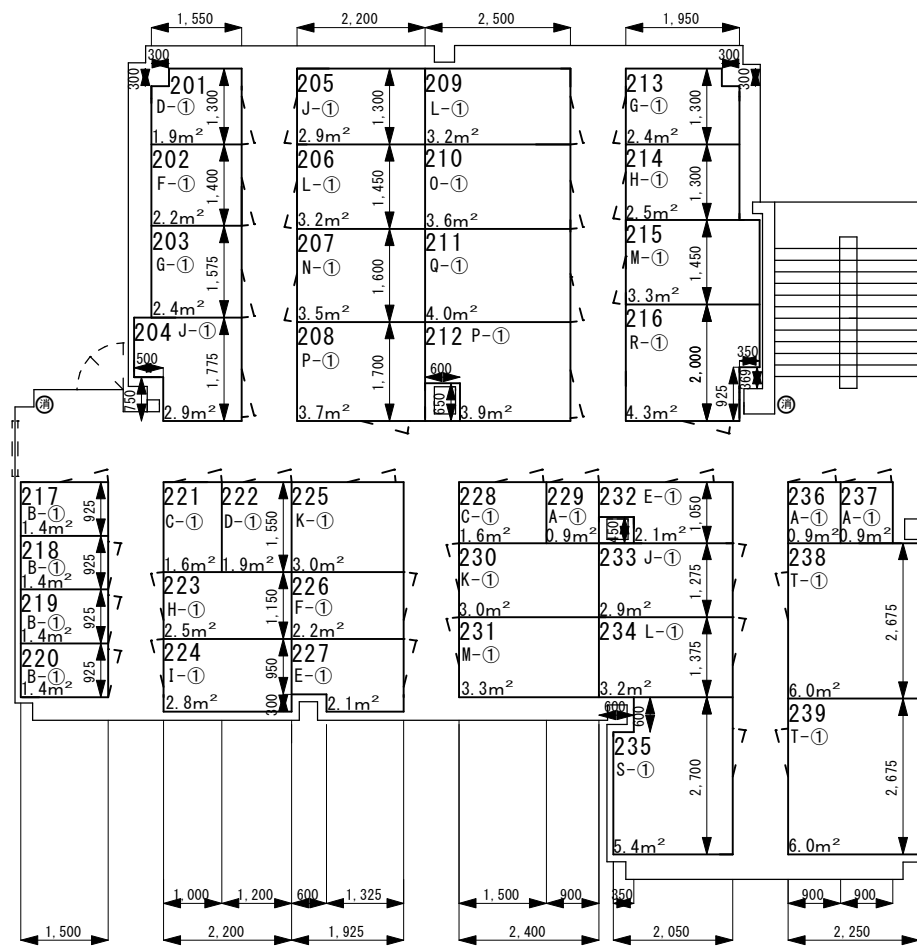 1,550
2,200
2,500
1,950
300
300
300
300
201
D-①
1.9m²
1,300
202
F-①
2.2m²
1,400
203
G-①
2.4m²
1,575
204 J-①
500
750
2.9m²
1,775
205
J-①
2.9m²
1,300
206
L-①
3.2m²
1,450
207
N-①
3.5m²
1,600
208
P-①
3.7m²
1,700
209
L-①
3.2m²
210
O-①
3.6m²
211
Q-①
4.0m²
212 P-①
600
650
3.9m²
213
G-①
2.4m²
1,300
214
H-①
2.5m²
1,300
215
M-①
3.3m²
1,450
216
R-①
4.3m²
2,000
350
369
925
消
消
217
B-①
1.4m²
925
218
B-①
1.4m²
925
219
B-①
1.4m²
925
220
B-①
1.4m²
925
221
C-①
1.6m²
222
D-①
1.9m²
1,550
223
H-①
2.5m²
1,150
224
I-①
2.8m²
950
300
225
K-①
3.0m²
226
F-①
2.2m²
227
E-①
2.1m²
228
C-①
1.6m²
229
A-①
0.9m²
230
K-①
3.0m²
231
M-①
3.3m²
232 E-①
450
2.1m²
1,050
233 J-①
2.9m²
1,275
234 L-①
3.2m²
1,375
600
600
235
S-①
5.4m²
2,700
236
A-①
0.9m²
237
A-①
0.9m²
238
T-①
6.0m²
2,675
239
T-①
6.0m²
2,675
1,000
1,200
600
1,325
1,500
900
350
900
900
1,500
2,200
1,925
2,400
2,050
2,250